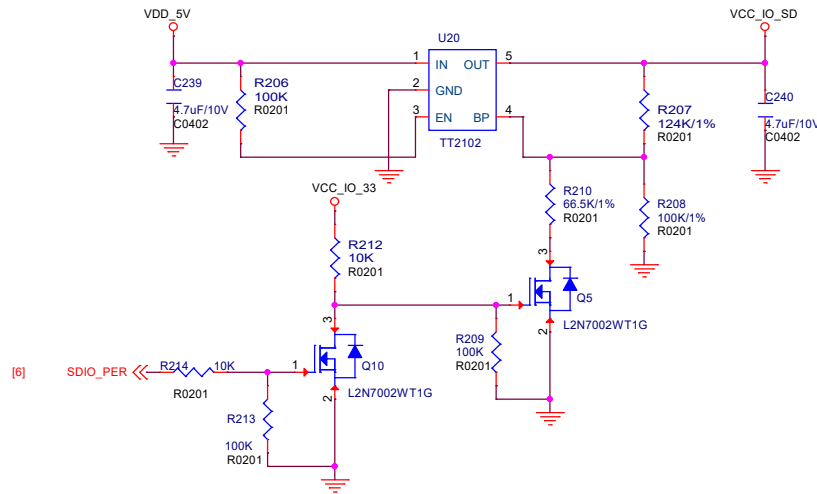 VDD_5V
VCC_IO_SD
U20
1
IN
OUT
5
C239
4.7uF/10V
C0402
R206
100K
R0201
2
GND
3
EN
BP
4
TT2102
R207
124K/1%
R0201
C240
4.7uF/10V
C0402
VCC_IO_33
R210
66.5K/1%
R0201
R208
100K/1%
R0201
R212
10K
R0201
3
1
Q5
2
L2N7002WT1G
3
R209
100K
R0201
[6]
SDIO_PER
R214
10K
R0201
1
Q10
2
L2N7002WT1G
R213
100K
R0201